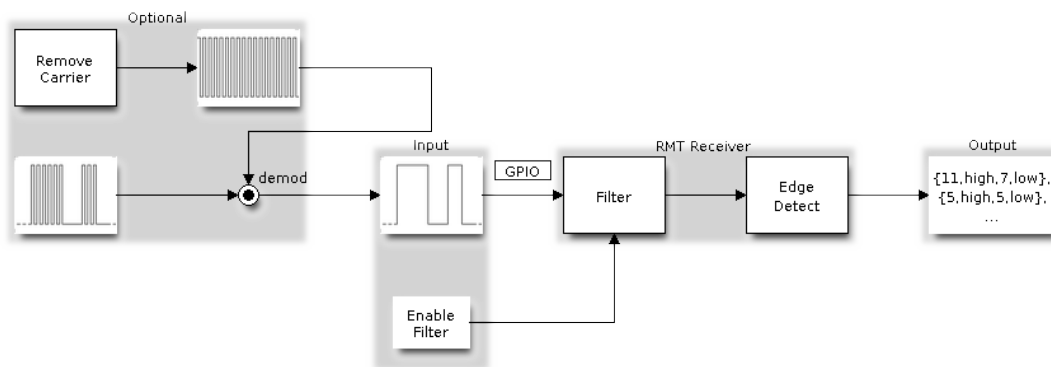 Optional
Remove
Carrier
demod
Input
GPIO
RMT Receiver
Filter
Edge
Detect
Output
{11,high,7,low},
{5,high,5,low},
...
Enable
Filter